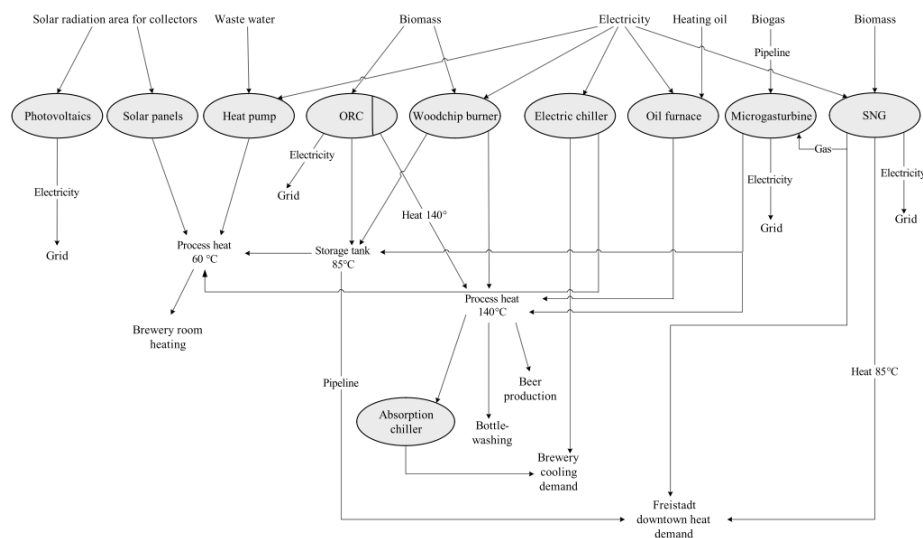 Solar radiation area for collectors
Waste water
Biomass
Electricity
Heating oil
Biogas
Biomass
Pipeline
Photovoltaics
Solar panels
Heat pump
ORC
Woodchip burner
Electric chiller
Oil furnace
Microgasturbine
SNG
Electricity
Gas
Electricity
Electricity
Electricity
Grid
Heat 140°
Grid
Grid
Grid
Process heat
60 °C
Storage tank
85°C
Process heat
140°C
Brewery room
heating
Pipeline
Beer
production
Heat 85°C
Absorption
chiller
Bottle-
washing
Brewery
cooling
demand
Freistadt
downtown heat
demand